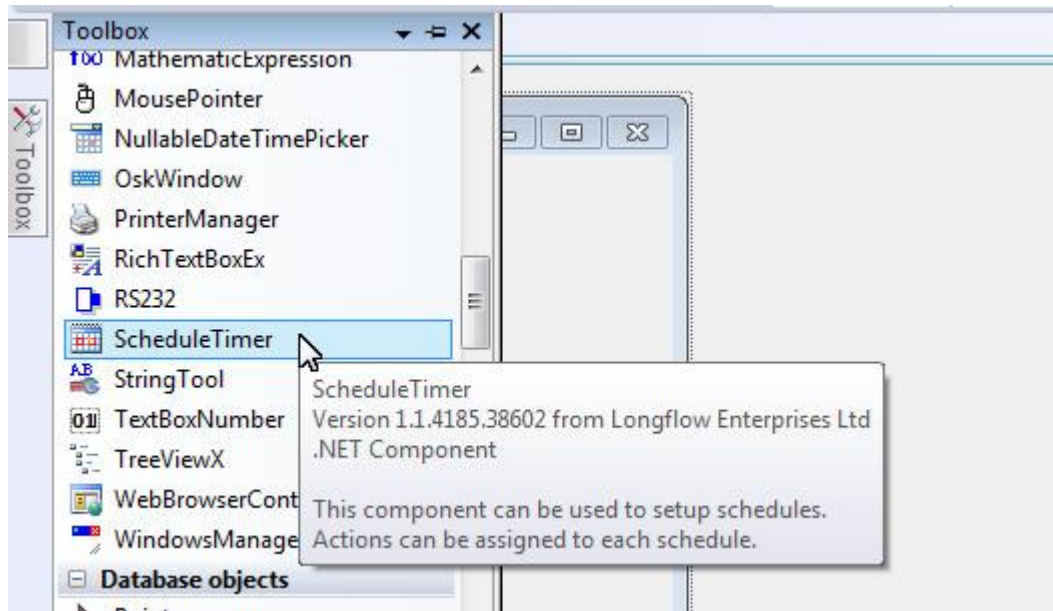 Toolbox
f(x) MathematicExpression
MousePointer
NullableDateTimePicker
OskWindow
PrinterManager
RichTextBoxEx
RS232
ScheduleTimer
AB StringTool
01 TextBoxNumber
TreeViewX
WebBrowserCont
WindowsManage
Database objects
Toolbox
ScheduleTimer
Version 1.1.4185.38602 from Longflow Enterprises Ltd
.NET Component
This component can be used to setup schedules.
Actions can be assigned to each schedule.